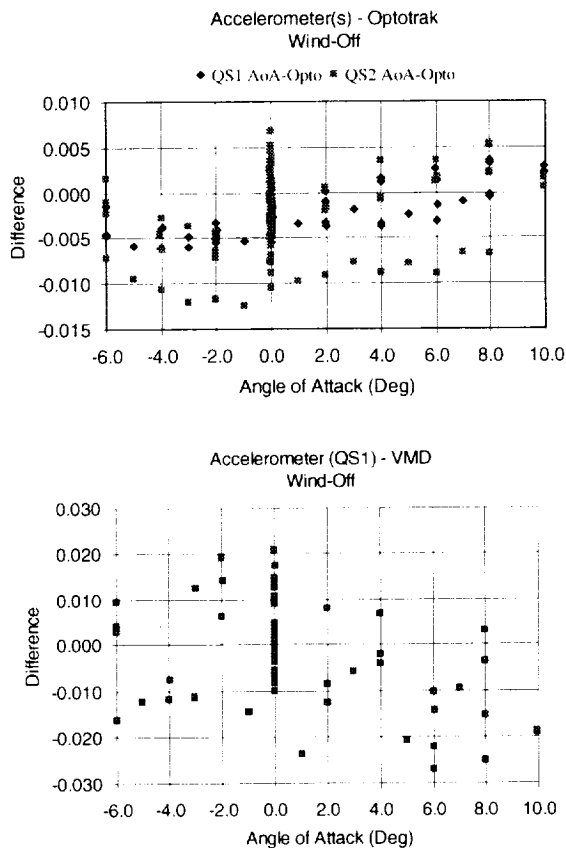 Accelerometer(s) - Optotrak
Wind-Off
QS1 AoA-Opto QS2 AoA-Opto
0.010
0.005
0.000
-0.005
-0.010
-0.015
Difference
-6.0 -4.0 -2.0 0.0 2.0 4.0 6.0 8.0 10.0
Angle of Attack (Deg)
Accelerometer (QS1) - VMD
Wind-Off
0.030
0.020
0.010
0.000
-0.010
-0.020
-0.030
Difference
-6.0 -4.0 -2.0 0.0 2.0 4.0 6.0 8.0 10.0
Angle of Attack (Deg)